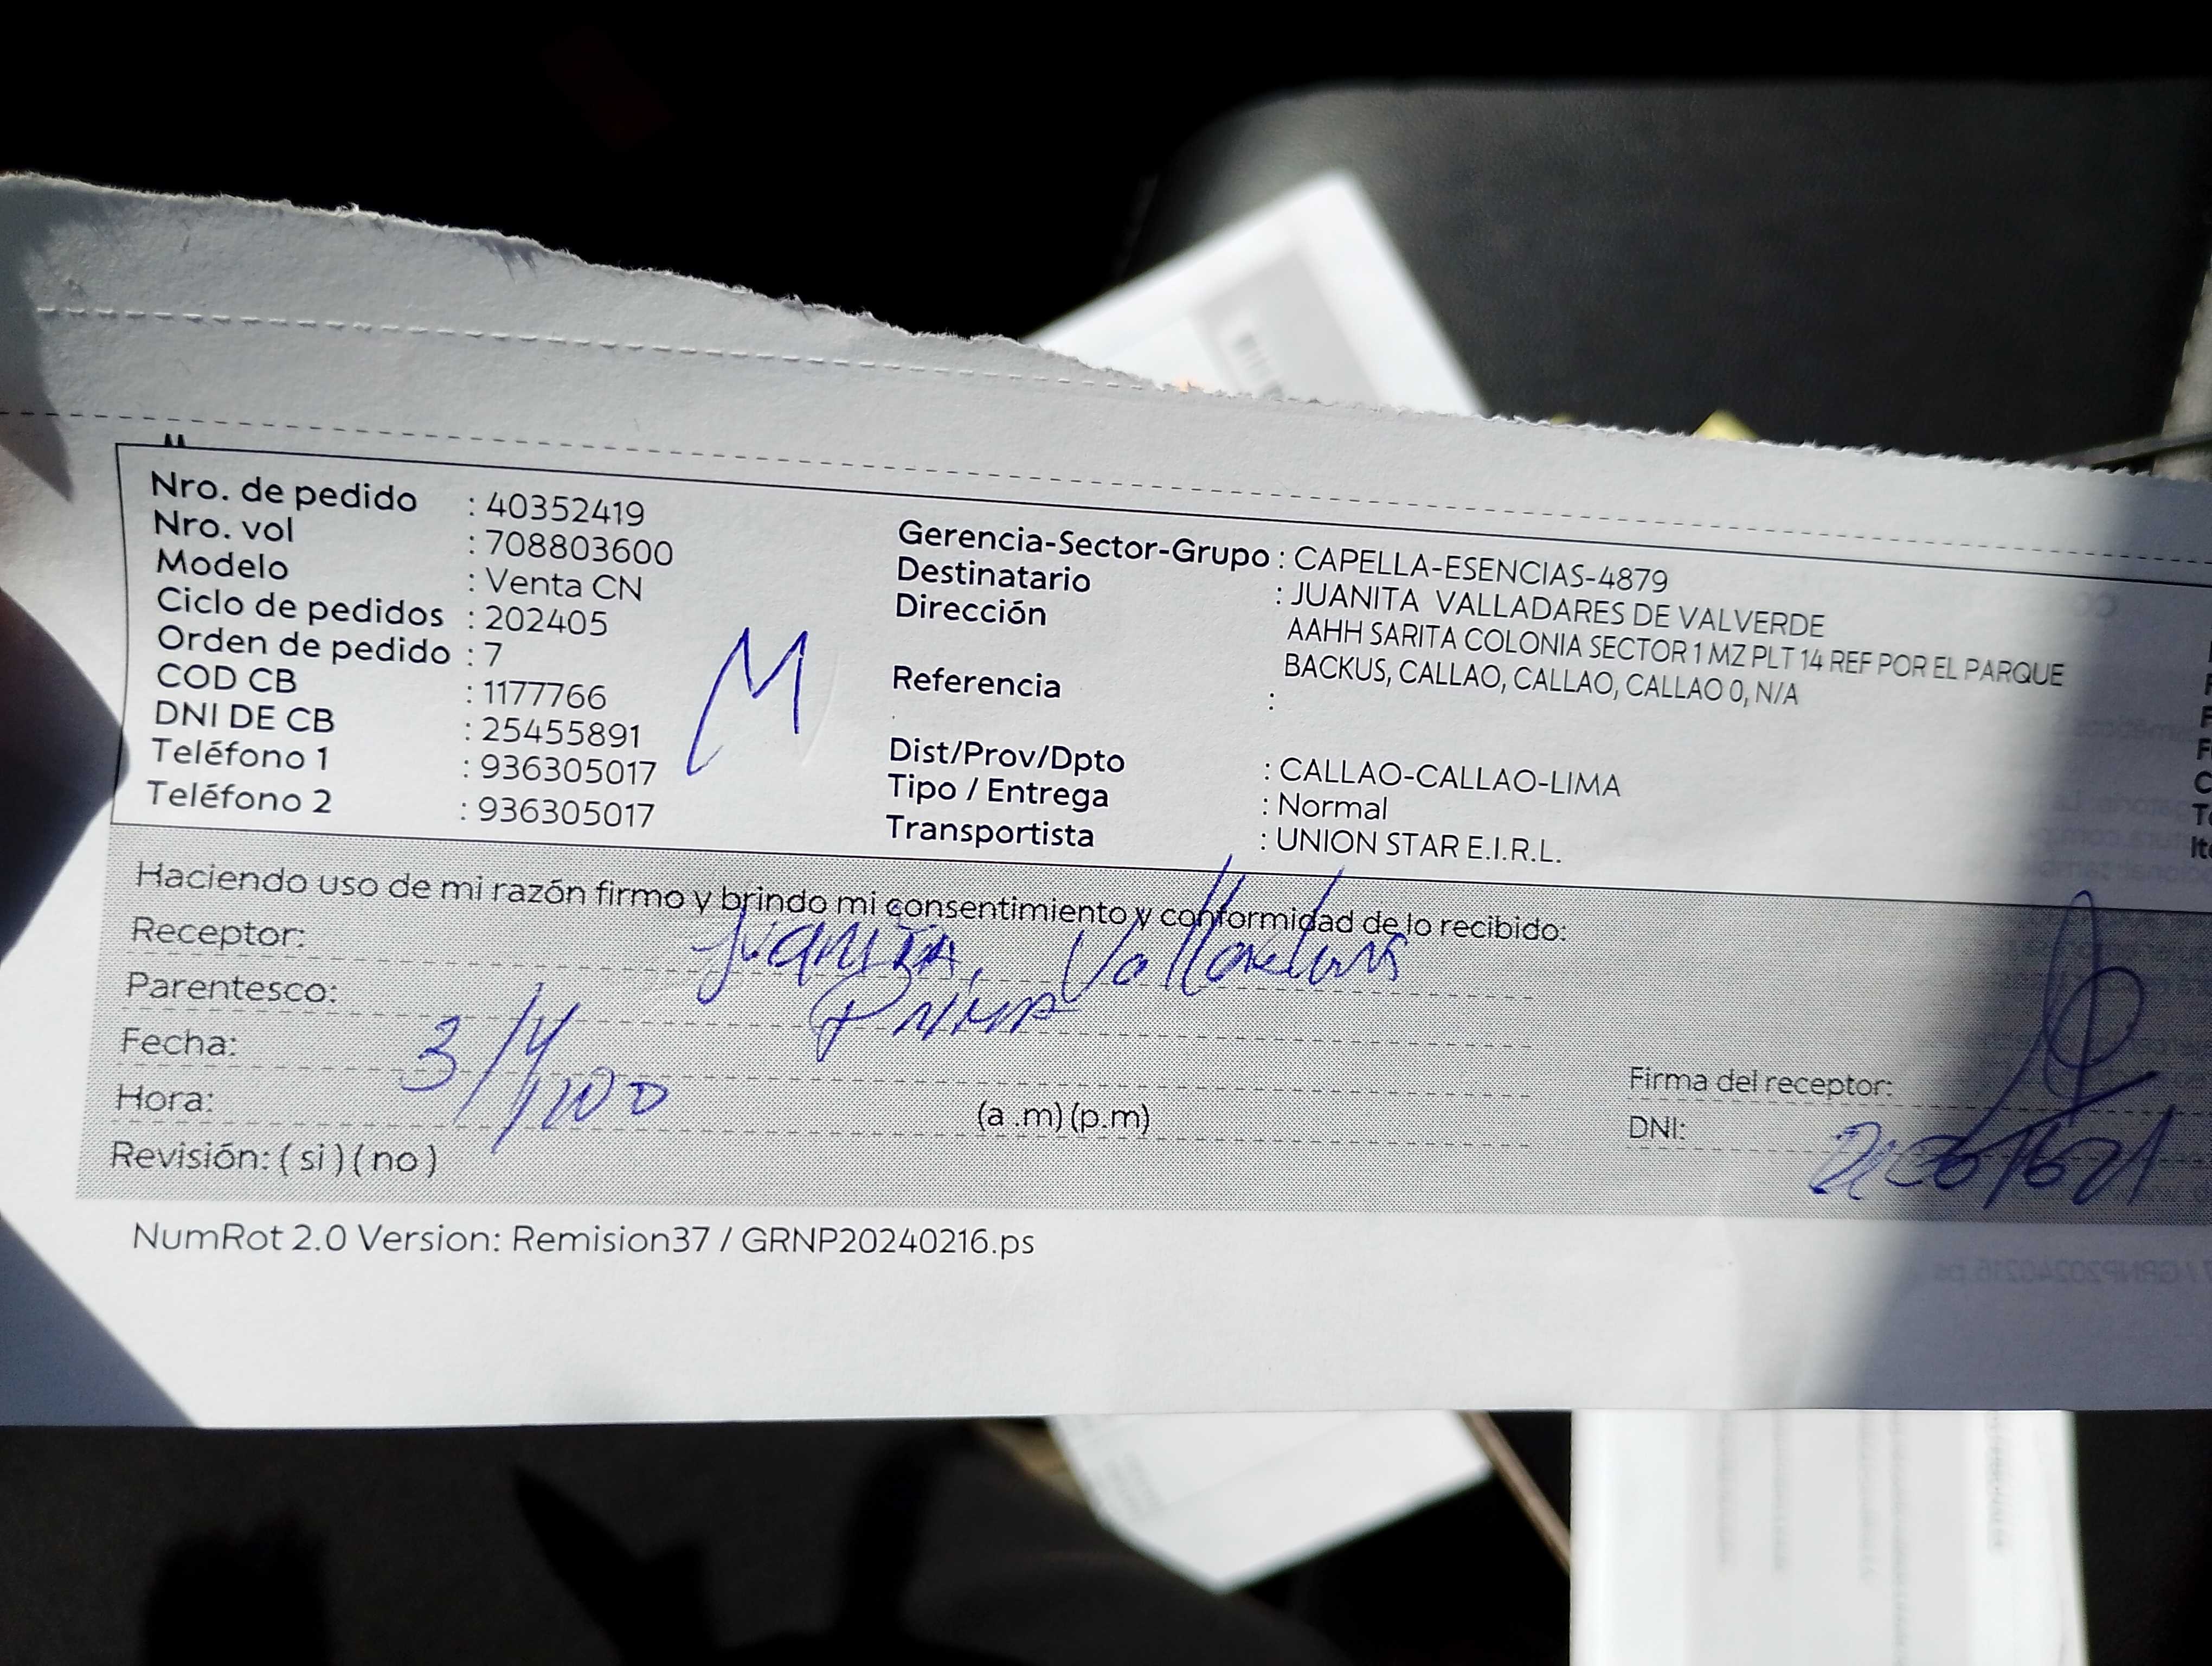 Nro. de pedido : 40352419
Nro. vol : 708803600
Modelo : Venta CN
Ciclo de pedidos : 202405
Orden de pedido : 7
COD CB : 1177766
DNI DE CB : 25455891
Teléfono 1 : 936305017
Teléfono 2 : 936305017
M
Gerencia-Sector-Grupo : CAPELLA-ESENCIAS-4879
Destinatario : JUANITA VALLADARES DE VALVERDE
Dirección : AAHH SARITA COLONIA SECTOR 1 MZ PLT 14 REF POR EL PARQUE
BACKUS, CALLAO, CALLAO, CALLAO 0, N/A
Referencia :
Dist/Prov/Dpto : CALLAO-CALLAO-LIMA
Tipo / Entrega : Normal
Transportista : UNION STAR E.I.R.L.
Haciendo uso de mi razón firmo y brindo mi consentimiento y conformidad de lo recibido:
Receptor: Juanita
Parentesco:
Fecha: 3/4
Hora: (a .m) (p.m)
Revisión: ( si ) ( no )
Firma del receptor:
DNI:
NumRot 2.0 Version: Remision37 / GRNP20240216.ps